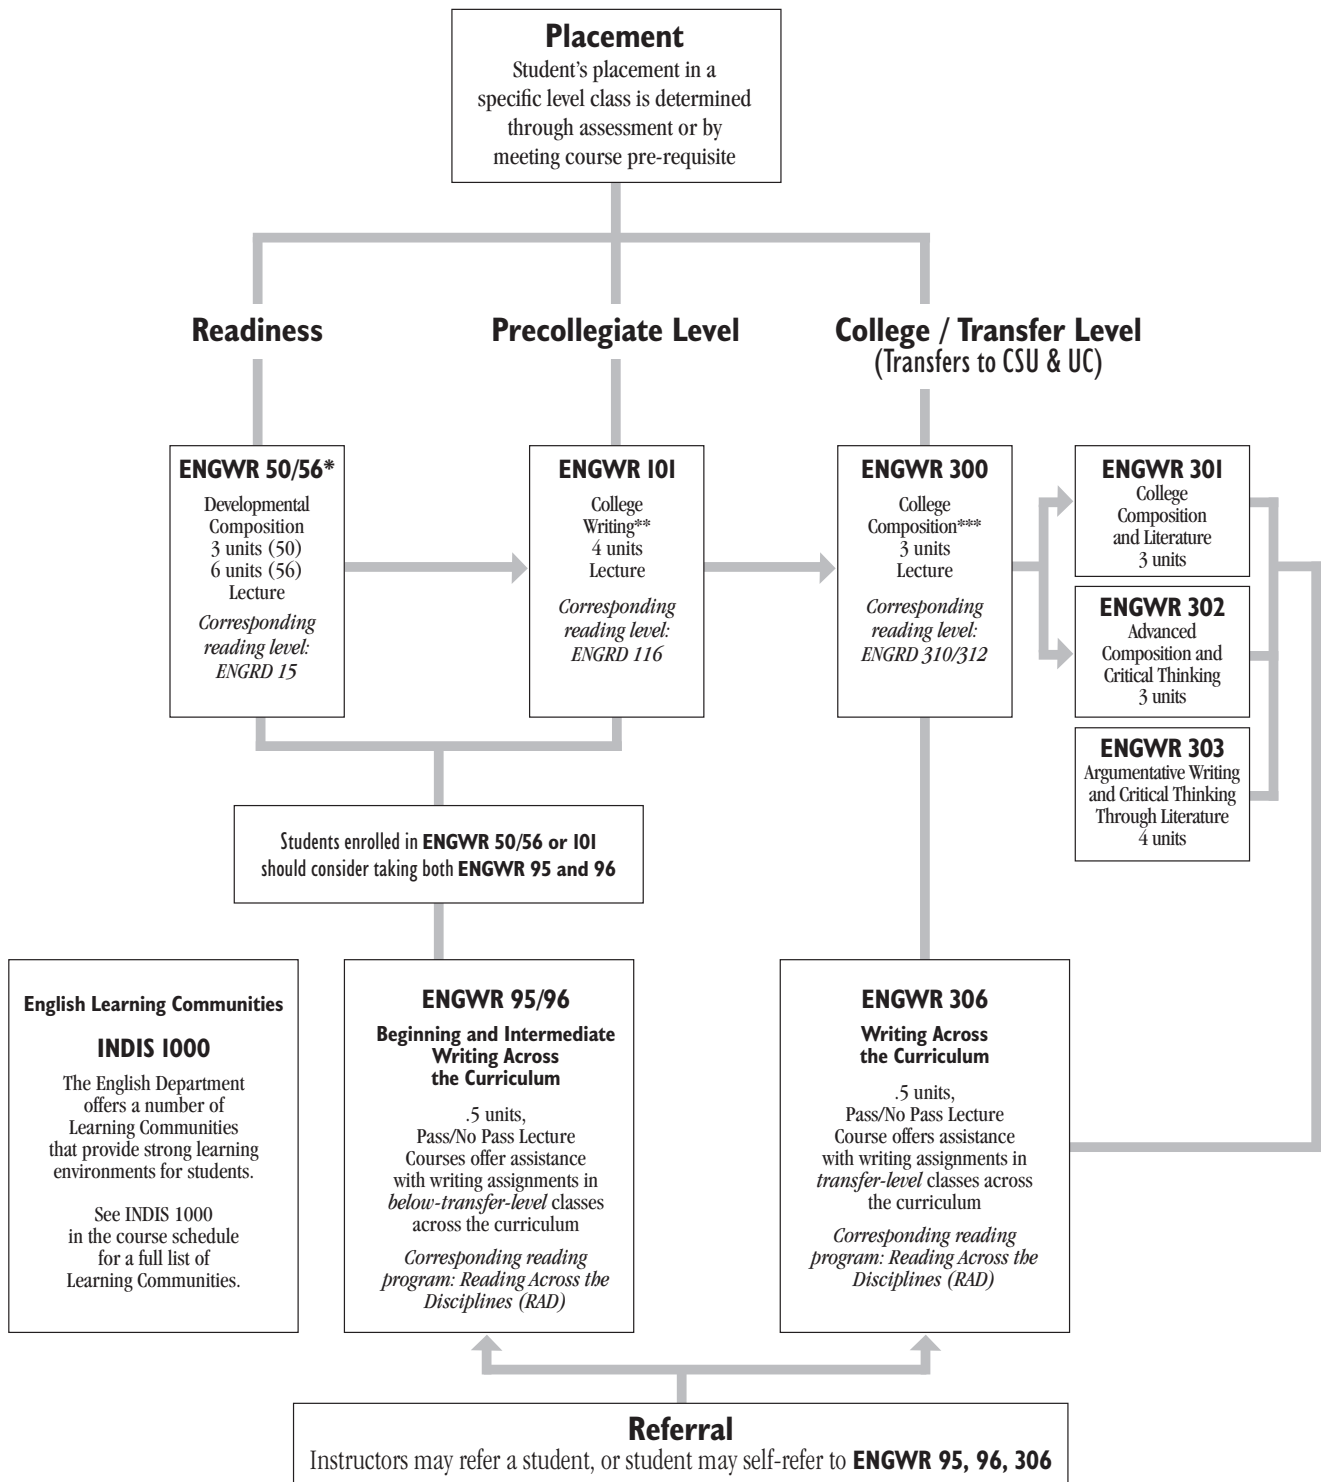 Placement
Student’s placement in a
specific level class is determined
through assessment or by
meeting course pre-requisite
Readiness
Precollegiate Level
College / Transfer Level
(Transfers to CSU & UC)
ENGWR 50/56*
Developmental
Composition
3 units (50)
6 units (56)
Lecture
Corresponding
reading level:
ENGRD 15
ENGWR 101
College
Writing**
4 units
Lecture
Corresponding
reading level:
ENGRD 116
ENGWR 300
College
Composition***
3 units
Lecture
Corresponding
reading level:
ENGRD 310/312
ENGWR 301
College
Composition
and Literature
3 units
ENGWR 302
Advanced
Composition and
Critical Thinking
3 units
ENGWR 303
Argumentative Writing
and Critical Thinking
Through Literature
4 units
Students enrolled in ENGWR 50/56 or 101
should consider taking both ENGWR 95 and 96
English Learning Communities
INDIS 1000
The English Department
offers a number of
Learning Communities
that provide strong learning
environments for students.
See INDIS 1000
in the course schedule
for a full list of
Learning Communities.
ENGWR 95/96
Beginning and Intermediate
Writing Across
the Curriculum
.5 units,
Pass/No Pass Lecture
Courses offer assistance
with writing assignments in
below-transfer-level classes
across the curriculum
Corresponding reading
program: Reading Across the
Disciplines (RAD)
ENGWR 306
Writing Across
the Curriculum
.5 units,
Pass/No Pass Lecture
Course offers assistance
with writing assignments in
transfer-level classes across
the curriculum
Corresponding reading
program: Reading Across the
Disciplines (RAD)
Referral
Instructors may refer a student, or student may self-refer to ENGWR 95, 96, 306